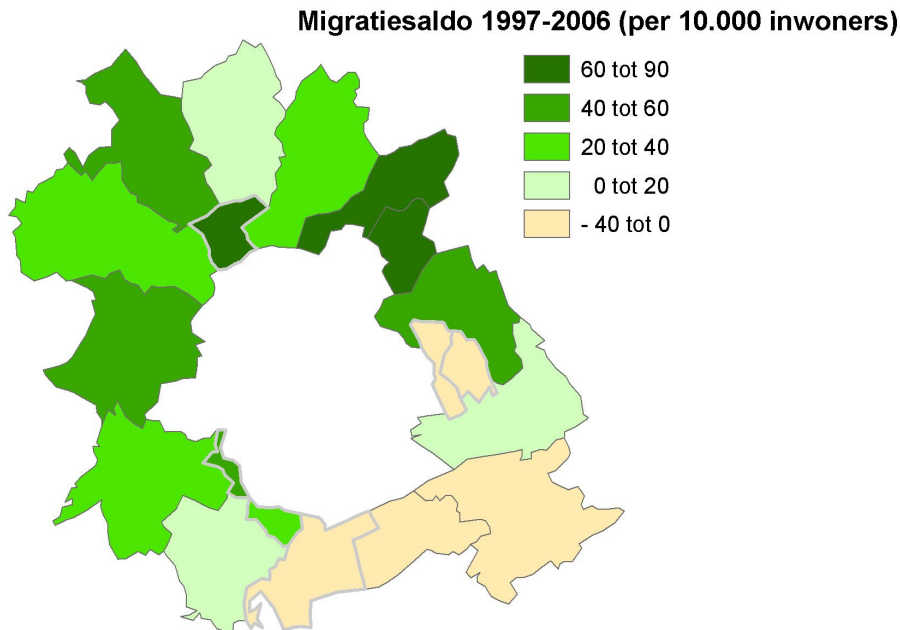 Migratiesaldo 1997-2006 (per 10.000 inwoners)
60 tot 90
40 tot 60
20 tot 40
0 tot 20
- 40 tot 0